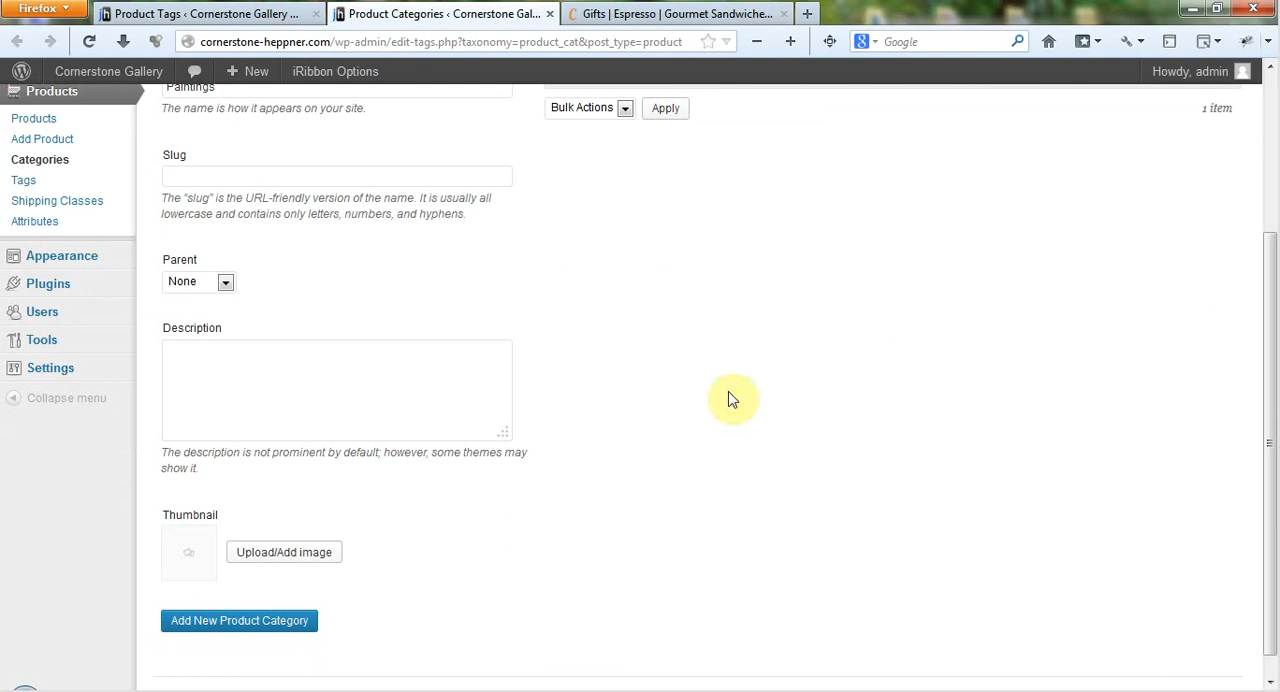 Firefox
Product Tags ‹ Cornerstone Gallery ...
Product Categories ‹ Cornerstone Gal...
Gifts | Espresso | Gourmet Sandwiche...
cornerstone-heppner.com/wp-admin/edit-tags.php?taxonomy=product_cat&post_type=product
Google
Cornerstone Gallery
New
iRibbon Options
Howdy, admin
Products
Products
Add Product
Categories
Tags
Shipping Classes
Attributes
Appearance
Plugins
Users
Tools
Settings
Collapse menu
Paintings
The name is how it appears on your site.
Slug
The “slug” is the URL-friendly version of the name. It is usually all
lowercase and contains only letters, numbers, and hyphens.
Parent
None
Description
The description is not prominent by default; however, some themes may
show it.
Thumbnail
Upload/Add image
Add New Product Category
Bulk Actions
Apply
1 item